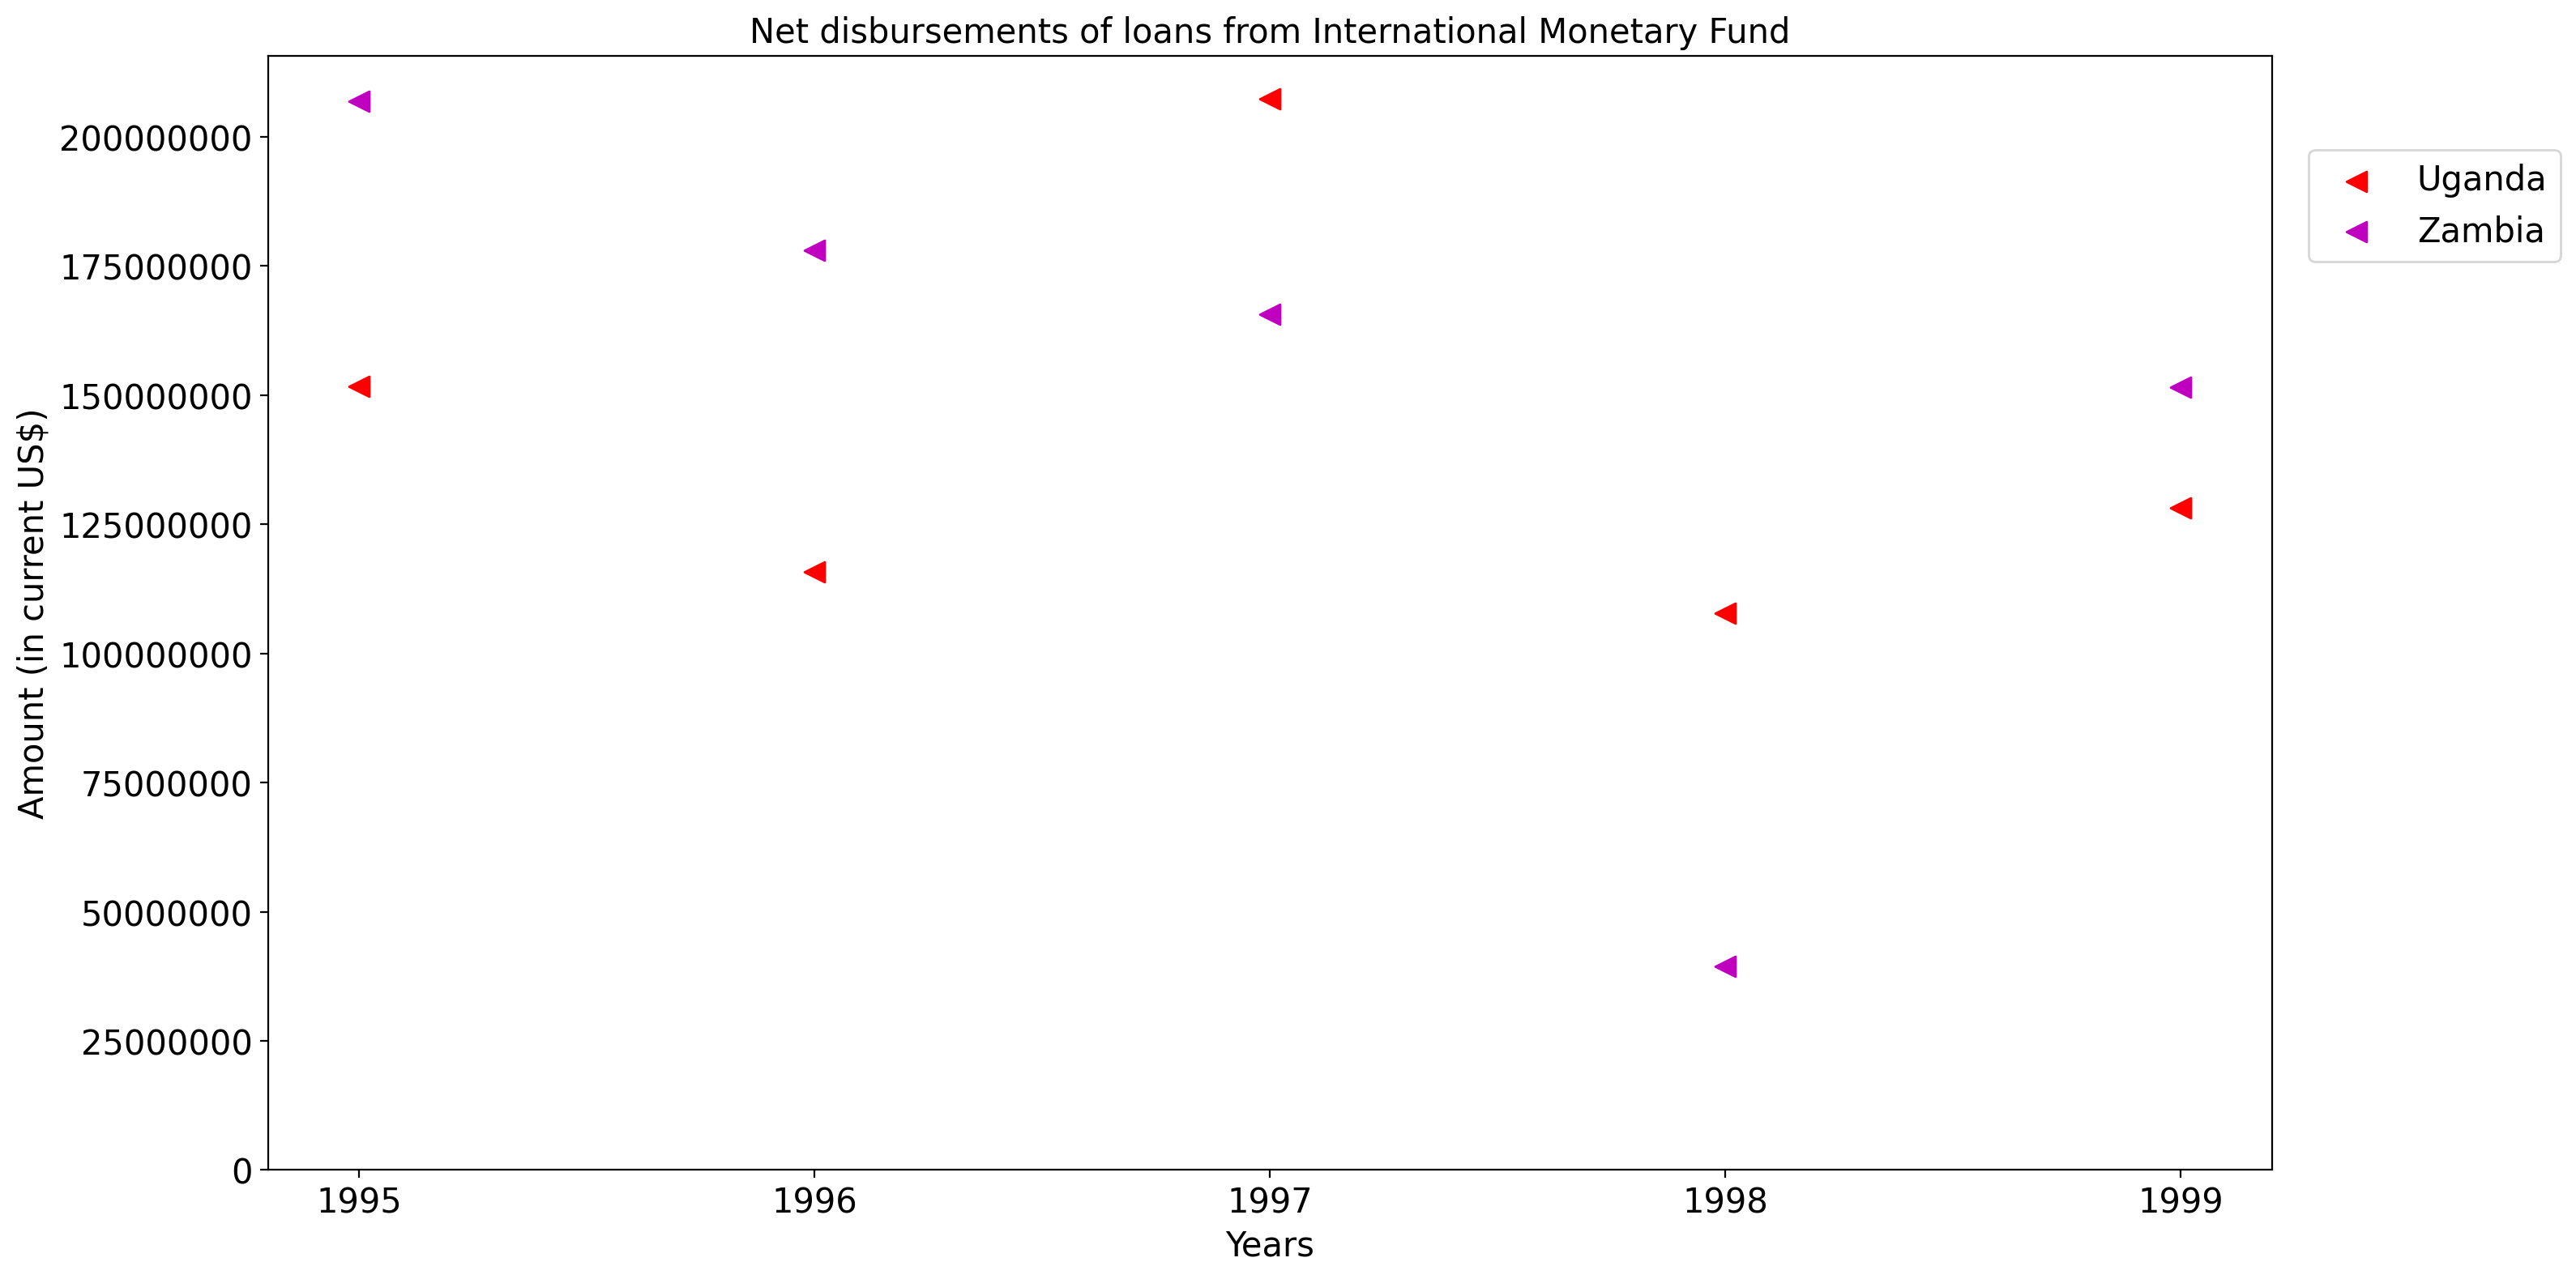 Net disbursements of loans from International Monetary Fund
200000000
175000000
150000000
125000000
100000000
75000000
50000000
25000000
0
Amount (in current US$)
1995 1996 1997 1998 1999
Years
Uganda
Zambia